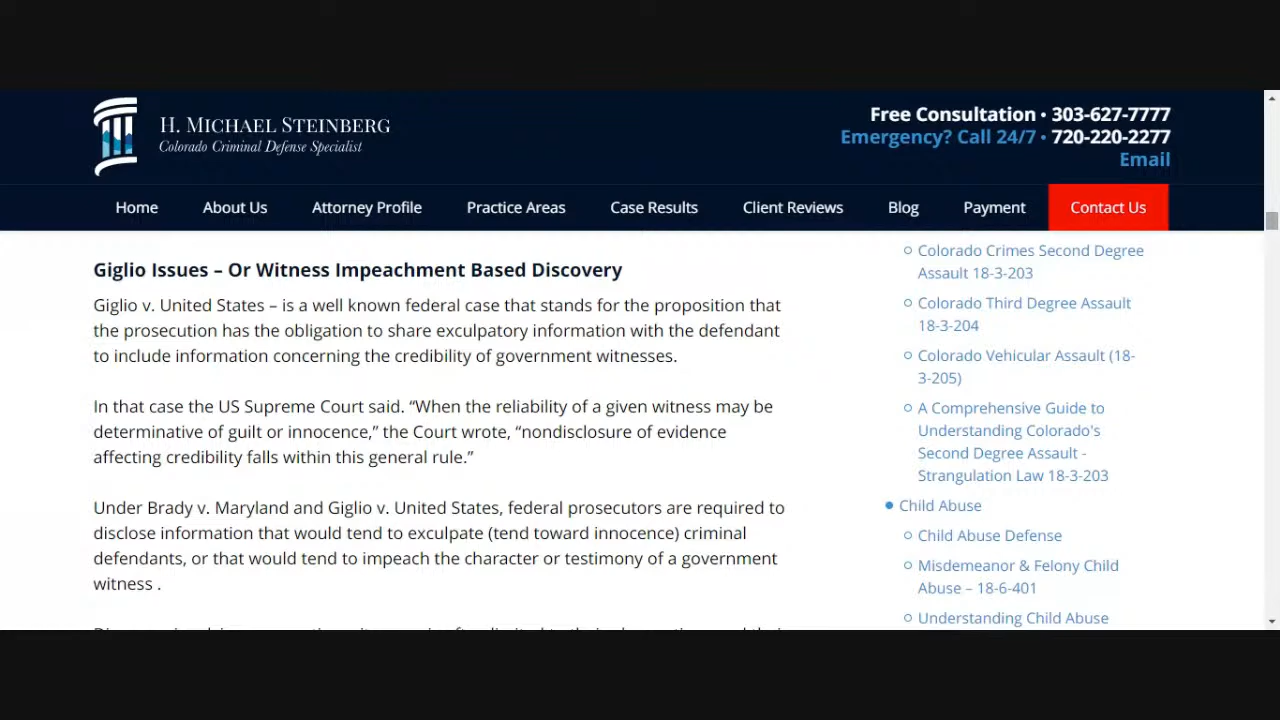 H. MICHAEL STEINBERG
Colorado Criminal Defense Specialist
Free Consultation • 303-627-7777
Emergency? Call 24/7 • 720-220-2277
Email
Home About Us Attorney Profile Practice Areas Case Results Client Reviews Blog Payment Contact Us
Giglio Issues – Or Witness Impeachment Based Discovery
Giglio v. United States – is a well known federal case that stands for the proposition that
the prosecution has the obligation to share exculpatory information with the defendant
to include information concerning the credibility of government witnesses.
In that case the US Supreme Court said. “When the reliability of a given witness may be
determinative of guilt or innocence,” the Court wrote, “nondisclosure of evidence
affecting credibility falls within this general rule.”
Under Brady v. Maryland and Giglio v. United States, federal prosecutors are required to
disclose information that would tend to exculpate (tend toward innocence) criminal
defendants, or that would tend to impeach the character or testimony of a government
witness .
Colorado Crimes Second Degree
Assault 18-3-203
Colorado Third Degree Assault
18-3-204
Colorado Vehicular Assault (18-
3-205)
A Comprehensive Guide to
Understanding Colorado's
Second Degree Assault -
Strangulation Law 18-3-203
Child Abuse
Child Abuse Defense
Misdemeanor & Felony Child
Abuse – 18-6-401
Understanding Child Abuse